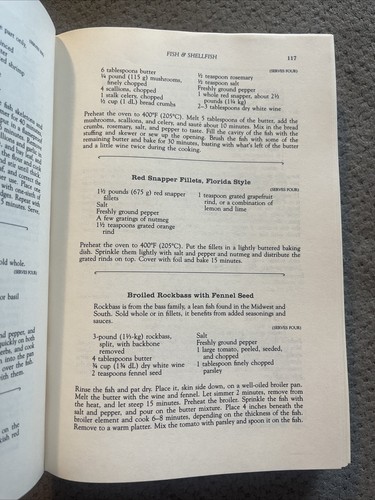 part only.
FISH & SHELLFISH
117
(SERVES FOUR)
6 tablespoons butter
¼ pound (115 g) mushrooms,
finely chopped
4 scallions, chopped
1 stalk celery, chopped
½ cup (1 dL) bread crumbs
½ teaspoon rosemary
½ teaspoon salt
Freshly ground pepper
1 whole red snapper, about 2½
pounds (1¼ kg)
2–3 tablespoons dry white wine
Preheat the oven to 400°F (205°C). Melt 5 tablespoons of the butter, add the
mushrooms, scallions, and celery, and sauté about 10 minutes. Mix in the bread
crumbs, rosemary, salt, and pepper to taste. Fill the cavity of the fish with the
stuffing and skewer or sew up the opening. Brush the fish with some of the
remaining butter and bake for 30 minutes, basting with what's left of the butter
and a little wine twice during the cooking.
Red Snapper Fillets, Florida Style
(SERVES FOUR)
1½ pounds (675 g) red snapper
fillets
Salt
Freshly ground pepper
A few gratings of nutmeg
1½ teaspoons grated orange
rind
1 teaspoon grated grapefruit
rind, or a combination of
lemon and lime
Preheat the oven to 400°F (205°C). Put the fillets in a lightly buttered baking
dish. Sprinkle them lightly with salt and pepper and nutmeg and distribute the
grated rinds on top. Cover with foil and bake 15 minutes.
Broiled Rockbass with Fennel Seed
Rockbass is from the bass family, a lean fish found in the Midwest and
South. Sold whole or in fillets, it benefits from added seasonings and
sauces.
(SERVES FOUR)
3-pound (1⅓-kg) rockbass,
split, with backbone
removed
4 tablespoons butter
¼ cup (1¾ dL) dry white wine
2 teaspoons fennel seed
Salt
Freshly ground pepper
1 large tomato, peeled, seeded,
and chopped
1 tablespoon finely chopped
parsley
Rinse the fish and pat dry. Place it, skin side down, on a well-oiled broiler pan.
Melt the butter with the wine and fennel. Let simmer 2 minutes, remove from
the heat, and let steep 15 minutes. Preheat the broiler. Sprinkle the fish with
salt and pepper, and pour on the butter mixture. Place 4 inches beneath the
broiler element and cook 6–8 minutes, depending on the thickness of the fish.
Remove to a warm platter. Mix the tomato with parsley and spoon it on the fish.